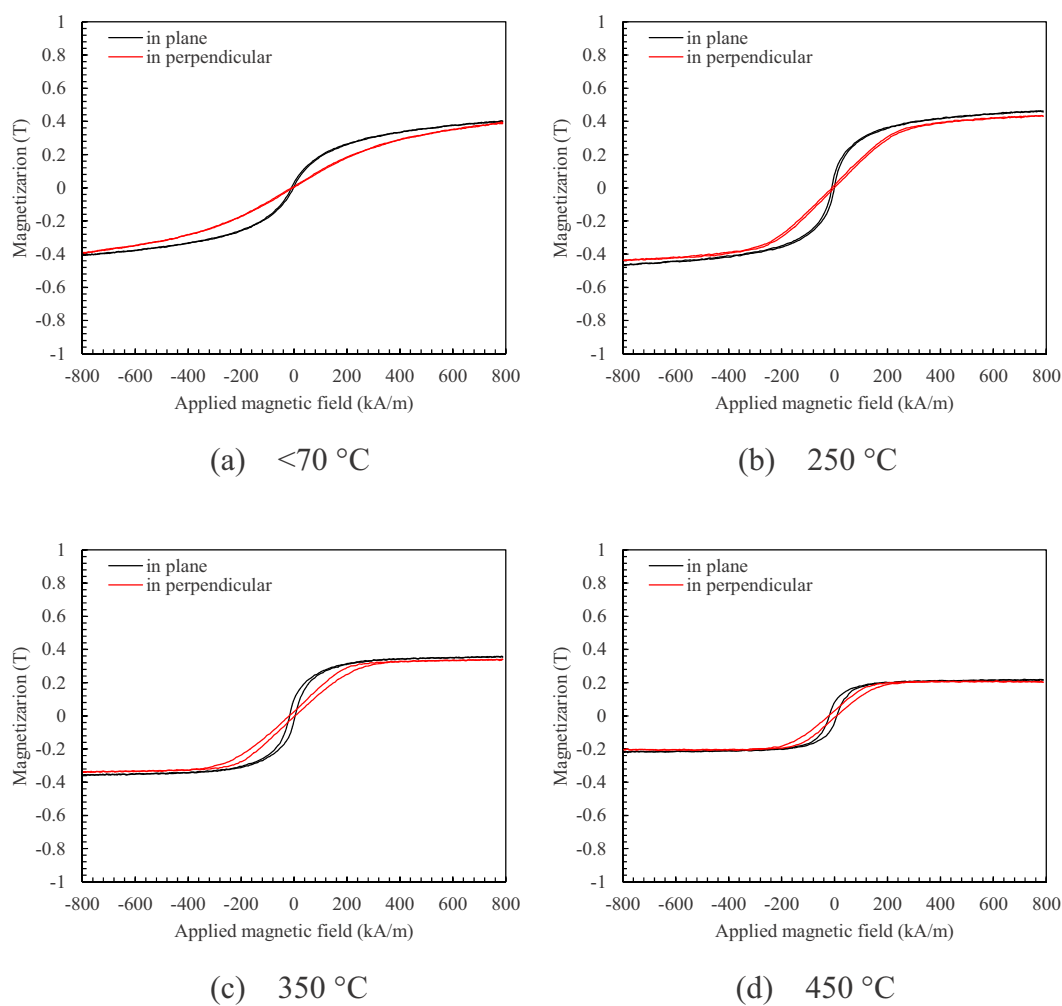 in plane
in perpendicular
Magnetizarion (T)
1
0.8
0.6
0.4
0.2
0
-0.2
-0.4
-0.6
-0.8
-1
-800 -600 -400 -200 0 200 400 600 800
Applied magnetic field (kA/m)
(a) <70 °C
in plane
in perpendicular
Magnetizarion (T)
1
0.8
0.6
0.4
0.2
0
-0.2
-0.4
-0.6
-0.8
-1
-800 -600 -400 -200 0 200 400 600 800
Applied magnetic field (kA/m)
(b) 250 °C
in plane
in perpendicular
Magnetizarion (T)
1
0.8
0.6
0.4
0.2
0
-0.2
-0.4
-0.6
-0.8
-1
-800 -600 -400 -200 0 200 400 600 800
Applied magnetic field (kA/m)
(c) 350 °C
in plane
in perpendicular
Magnetizarion (T)
1
0.8
0.6
0.4
0.2
0
-0.2
-0.4
-0.6
-0.8
-1
-800 -600 -400 -200 0 200 400 600 800
Applied magnetic field (kA/m)
(d) 450 °C